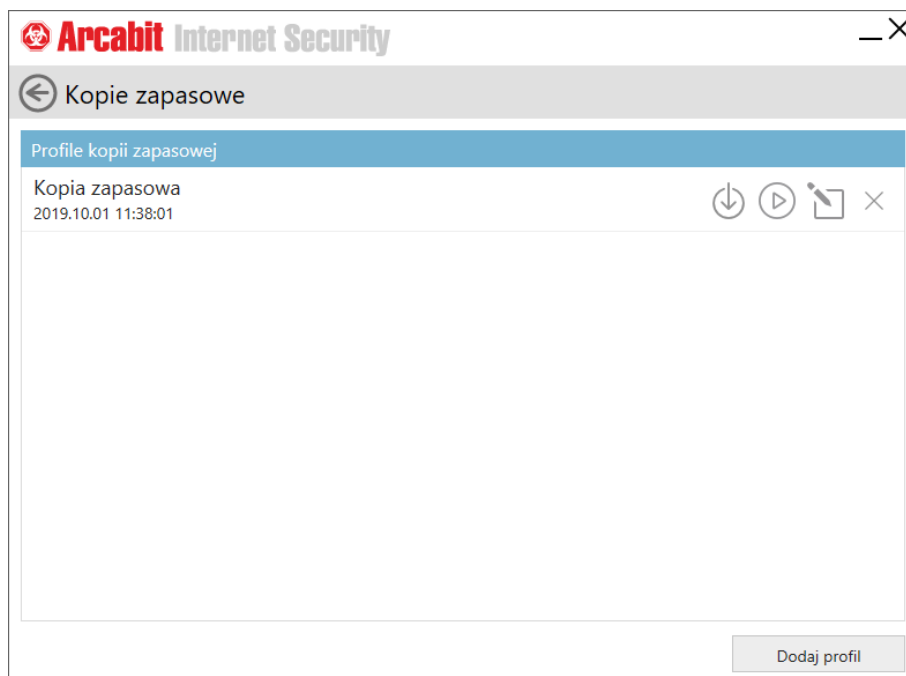 Arcabit Internet Security
Kopie zapasowe
Profile kopii zapasowej
Kopia zapasowa
2019.10.01 11:38:01
Dodaj profil